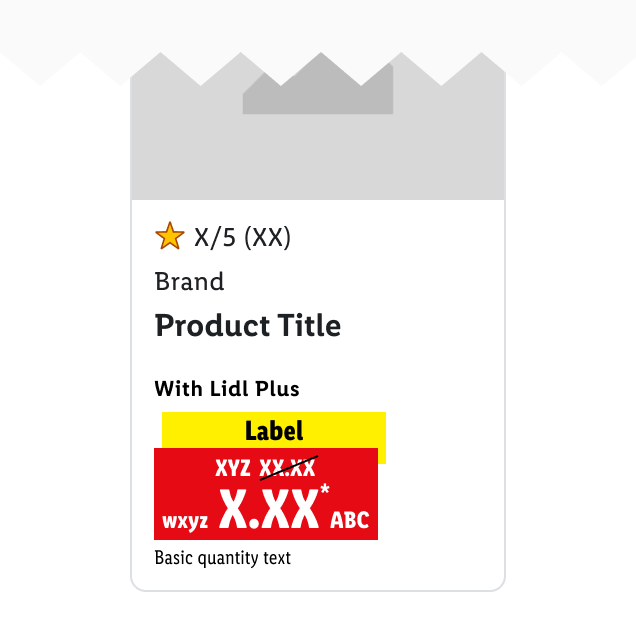 X/5 (XX)
Brand
Product Title
With Lidl Plus
Label
XYZ XX.XX
wxyz X.XX* ABC
Basic quantity text